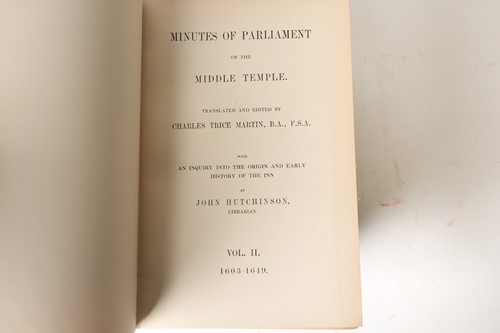 MINUTES OF PARLIAMENT
OF THE
MIDDLE TEMPLE.
TRANSLATED AND EDITED BY
CHARLES TRICE MARTIN, B.A., F.S.A.
WITH
AN INQUIRY INTO THE ORIGIN AND EARLY
HISTORY OF THE INN
BY
JOHN HUTCHINSON,
LIBRARIAN.
VOL. II.
1603-1649.